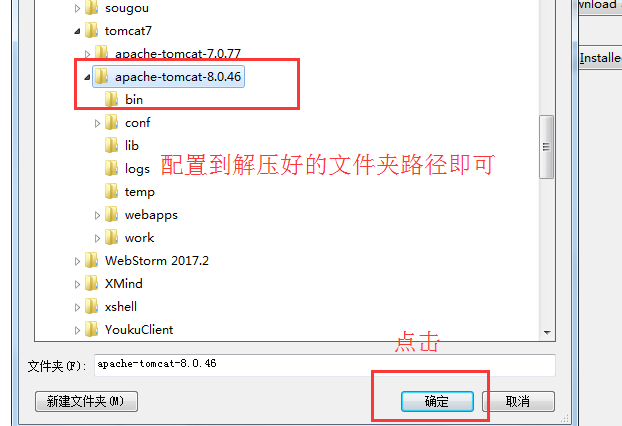 sougou
wnload
tomcat7
apache-tomcat-7.0.77
Installe
apache-tomcat-8.0.46
bin
conf
lib
logs
配置到解压好的文件夹路径即可
temp
webapps
work
WebStorm 2017.2
XMind
xshell
YoukuClient
点击
文件夹(F):
apache-tomcat-8.0.46
新建文件夹(M)
确定
取消